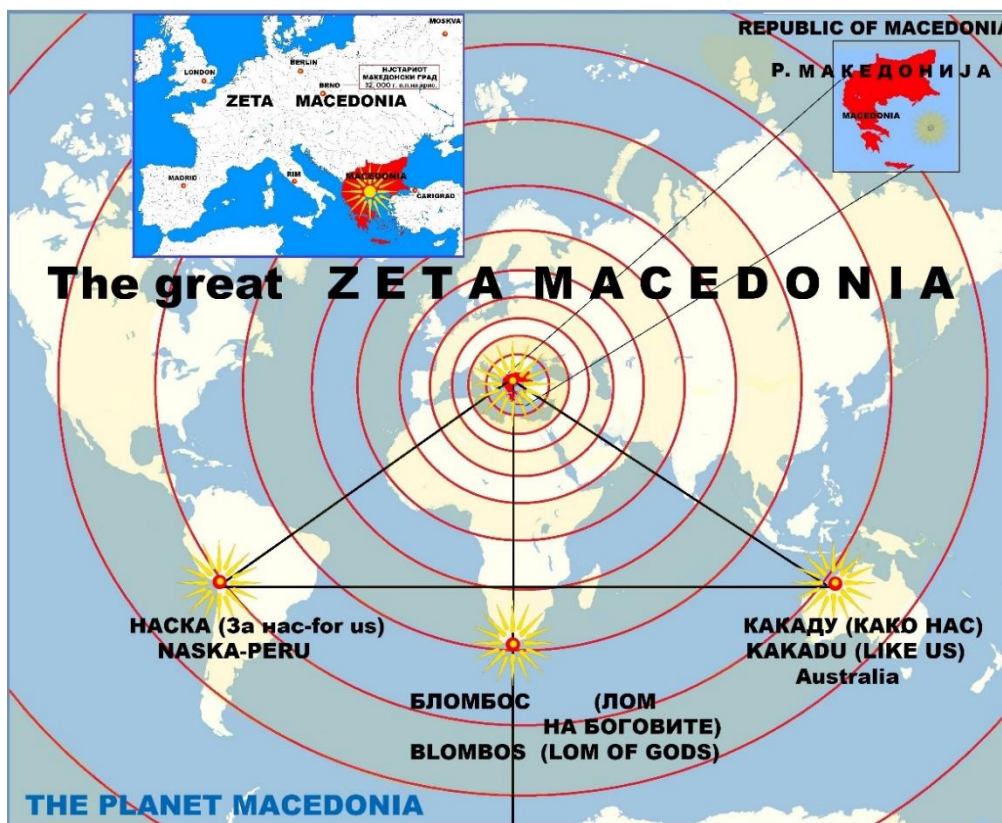 REPUBLIC OF MACEDONIA
Р. МАКЕДОНИЈА
MACEDONIA
MOSKVA
BERLIN
LONDON
BRNO
НЈСТАРИОТ
МАКЕДОНСКИ ГРАД
ZETA MACEDONIA
MADRID
RIM
MACEDONIA
CARIGRAD
The great ZETA MACEDONIA
НАСКА (За нас-for us)
NASKA-PERU
КАКАДУ (КАКО НАС)
KAKADU (LIKE US)
Australia
БЛОМБОС (ЛОМ
НА БОГОВИТЕ)
BLOMBOS (LOM OF GODS)
THE PLANET MACEDONIA